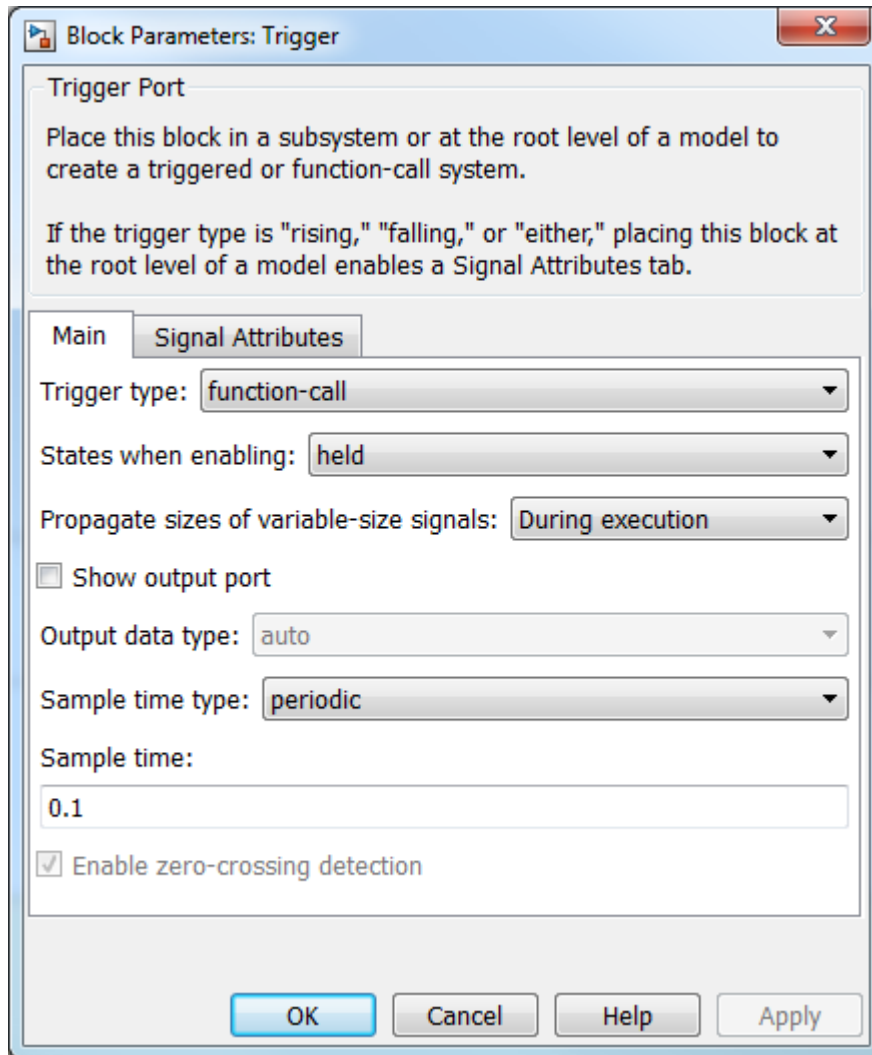 Block Parameters: Trigger
Trigger Port
Place this block in a subsystem or at the root level of a model to
create a triggered or function-call system.
If the trigger type is "rising," "falling," or "either," placing this block at
the root level of a model enables a Signal Attributes tab.
Main Signal Attributes
Trigger type: function-call
States when enabling: held
Propagate sizes of variable-size signals: During execution
Show output port
Output data type: auto
Sample time type: periodic
Sample time:
0.1
Enable zero-crossing detection
OK Cancel Help Apply